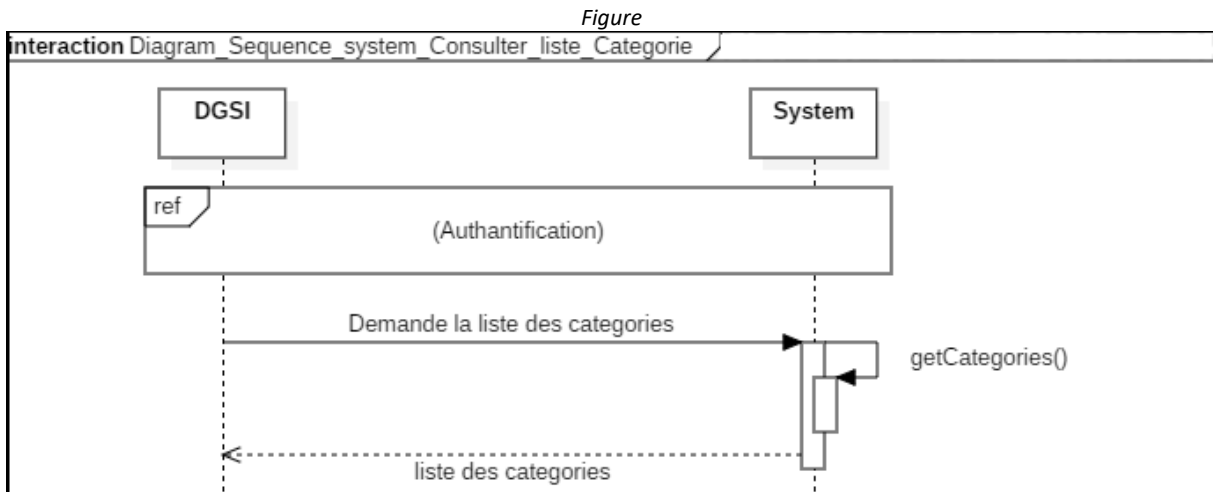 Figure
interaction Diagram_Sequence_system_Consulter_liste_Categorie
DGSI
System
ref
(Authantification)
Demande la liste des categories
getCategories()
liste des categories